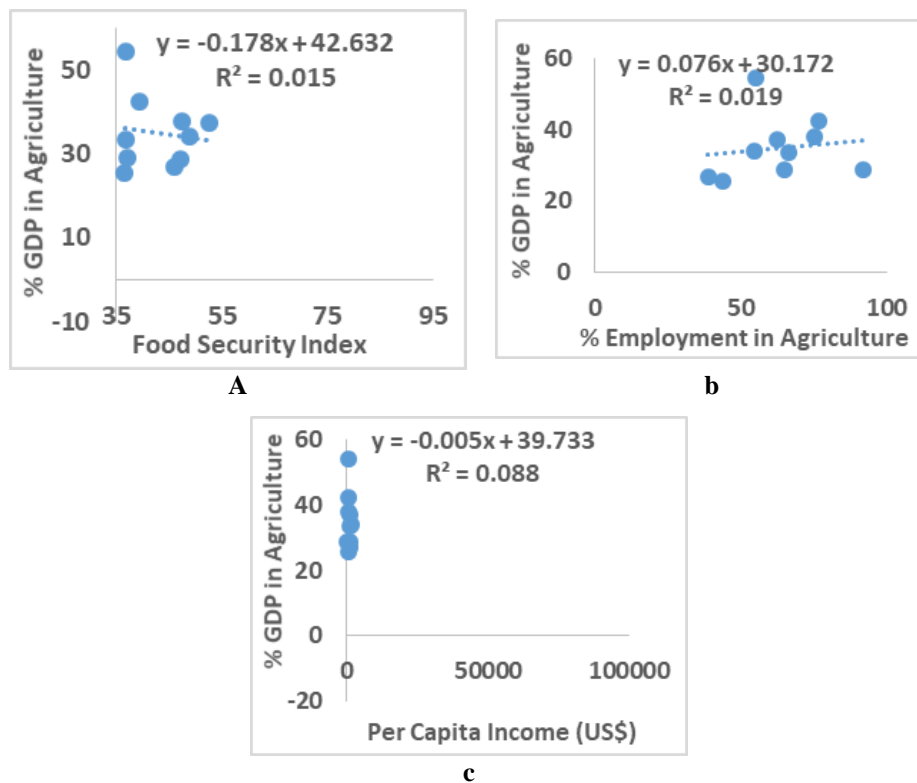 y = -0.178x + 42.632
R² = 0.015
% GDP in Agriculture
50
30
10
-10
35 55 75 95
Food Security Index
A
y = 0.076x + 30.172
R² = 0.019
% GDP in Agriculture
60
40
20
0
0 50 100
% Employment in Agriculture
b
y = -0.005x + 39.733
R² = 0.088
% GDP in Agriculture
60
40
20
0
-20
0 50000 100000
Per Capita Income (US$)
c